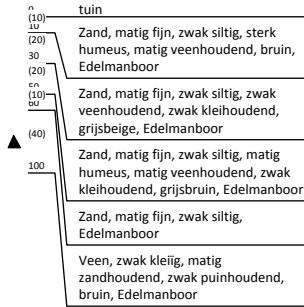 0
tuin
(10)
10
Zand, matig fijn, zwak siltig, sterk
humeus, matig veenhoudend, bruin,
Edelmanboor
(20)
30
(20)
Zand, matig fijn, zwak siltig, zwak
veenhoudend, zwak kleihoudend,
grijsbeige, Edelmanboor
50
(10)
60
(40)
Zand, matig fijn, zwak siltig, matig
humeus, matig veenhoudend, zwak
kleihoudend, grijsbruin, Edelmanboor
100
Zand, matig fijn, zwak siltig,
Edelmanboor
Veen, zwak kleiïg, matig
zandhoudend, zwak puinhoudend,
bruin, Edelmanboor